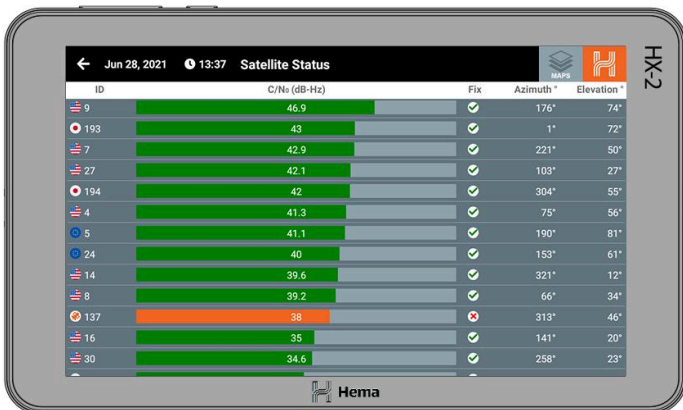 Jun 28, 2021 13:37 Satellite Status MAPS
ID C/N₀ (dB-Hz) Fix Azimuth ° Elevation °
9 46.9 176° 74°
193 43 1° 72°
7 42.9 221° 50°
27 42.1 103° 27°
194 42 304° 55°
4 41.3 75° 56°
5 41.1 190° 81°
24 40 153° 61°
14 39.6 321° 12°
8 39.2 66° 34°
137 38 313° 46°
16 35 141° 20°
30 34.6 258° 23°
Hema
HX-2